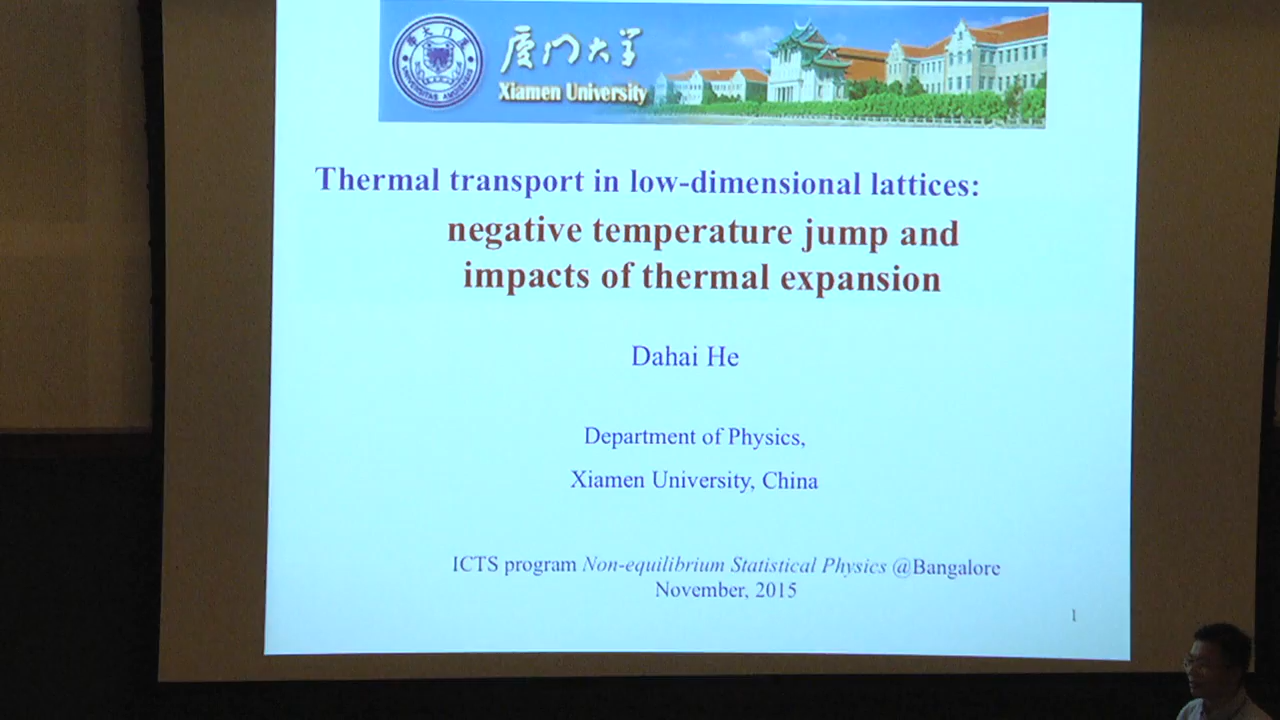 厦门大学
Xiamen University
Thermal transport in low-dimensional lattices:
negative temperature jump and
impacts of thermal expansion
Dahai He
Department of Physics,
Xiamen University, China
ICTS program Non-equilibrium Statistical Physics @Bangalore
November, 2015
1